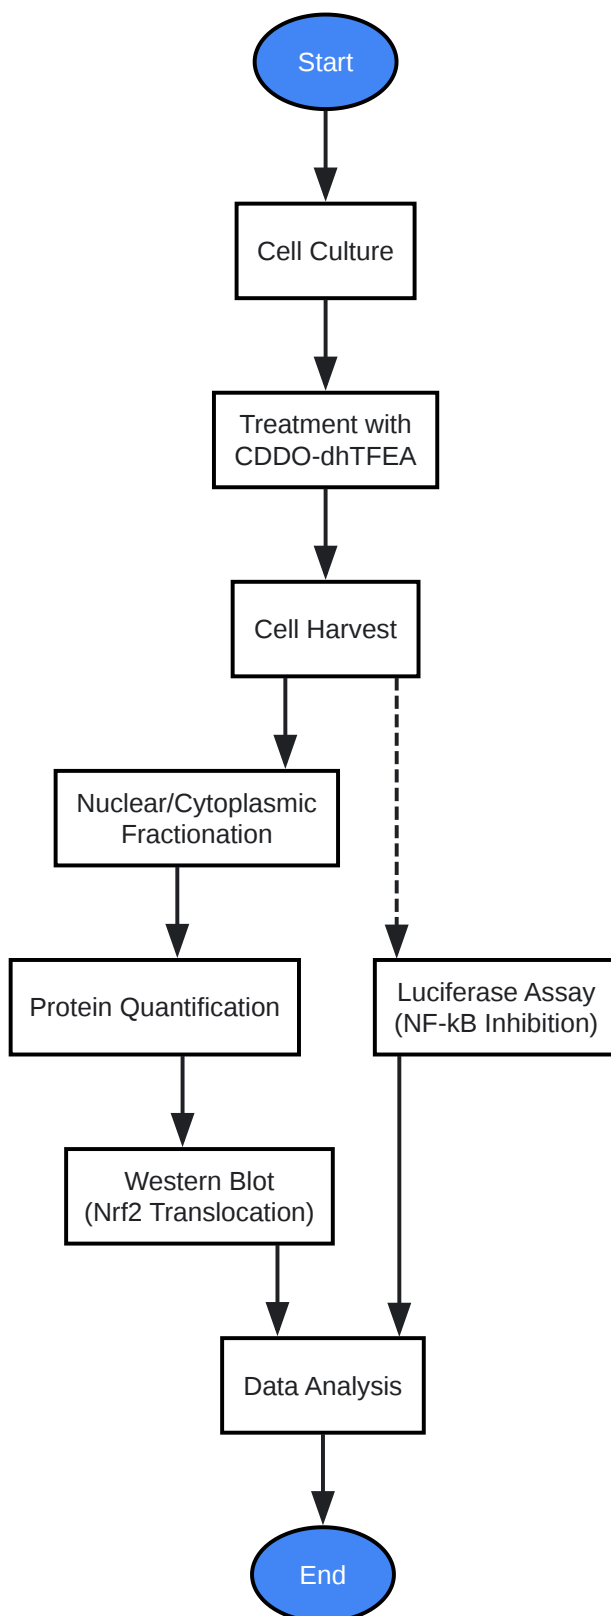 Start
Cell Culture
Treatment with
CDDO-dhTFEA
Cell Harvest
Nuclear/Cytoplasmic
Fractionation
Protein Quantification
Luciferase Assay
(NF-kB Inhibition)
Western Blot
(Nrf2 Translocation)
Data Analysis
End